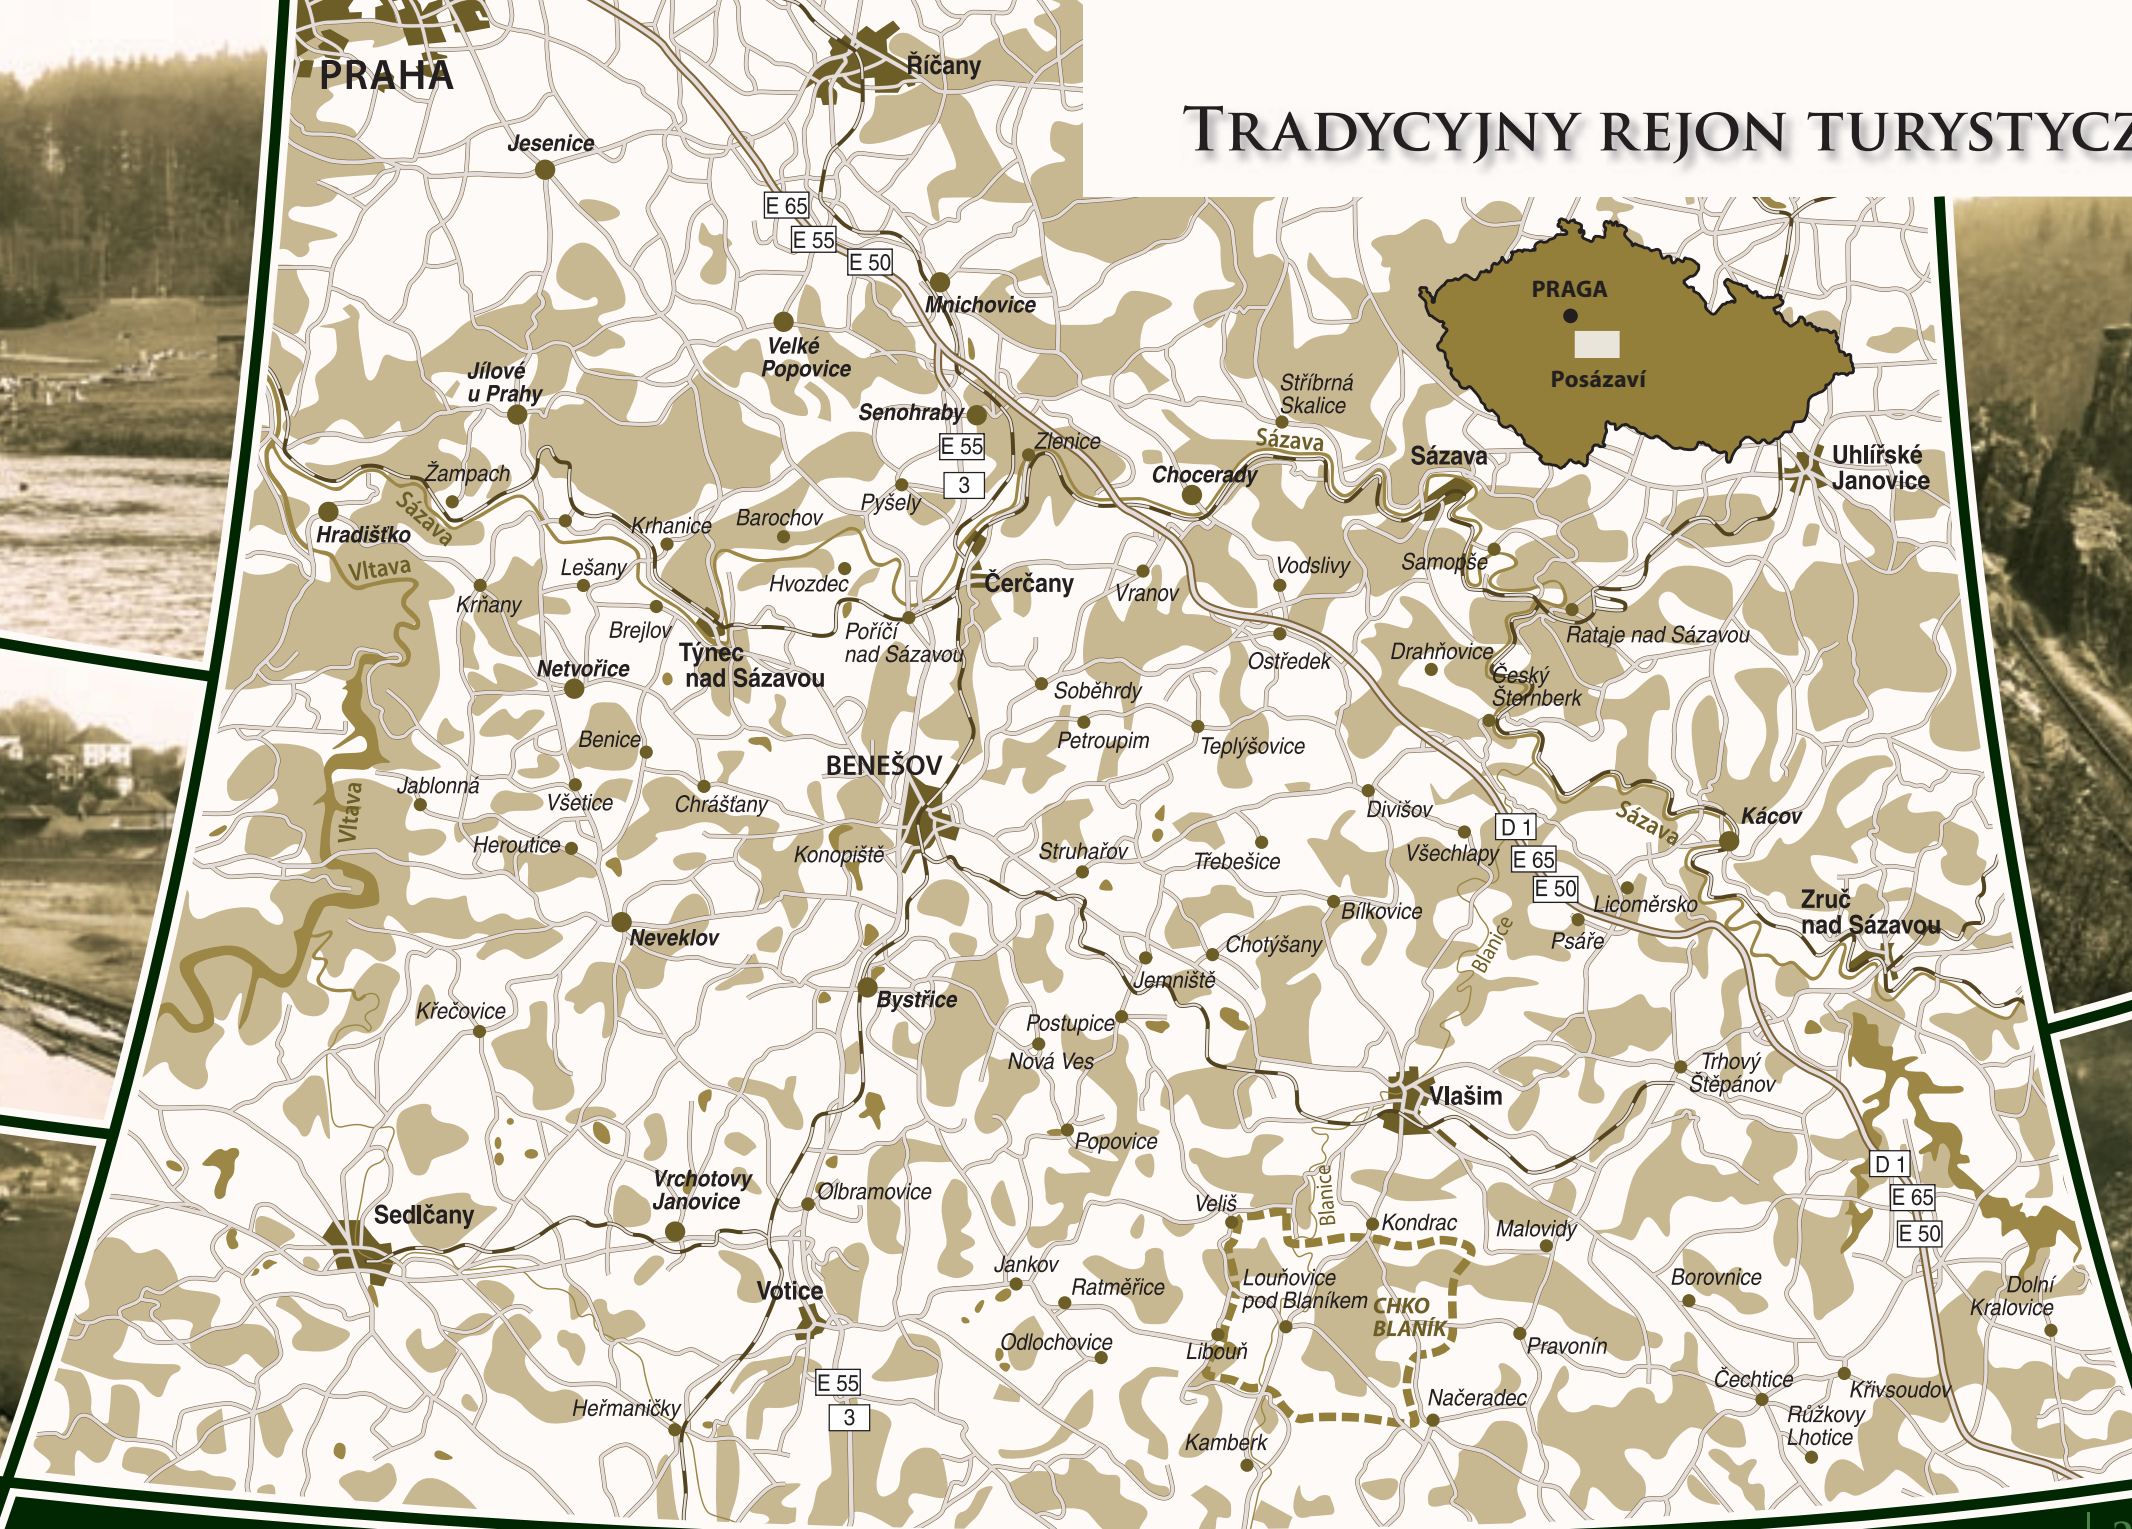 PRAHA
Říčany
TRADYCYJNY REJON TURYSTYCZ
Jesenice
E 65
E 55
E 50
PRAGA
Posázaví
Mnichovice
Velké
Popovice
Jílové
u Prahy
Stříbrná
Skalice
Senohraby
Sázava
Zlenice
E 55
3
Sázava
Uhlířské
Janovice
Chocerady
Žampach
Pyšely
Sázava
Hradišťko
Krhanice
Barochov
Vltava
Lešany
Hvozdec
Čerčany
Vodslivy
Samopše
Krňany
Vranov
Brejlov
Poříčí
nad Sázavou
Rataje nad Sázavou
Týnec
nad Sázavou
Netvořice
Ostředek
Drahňovice
Český
Šternberk
Soběhrdy
Benice
Petroupim
Teplýšovice
BENEŠOV
Jablonná
Všetice
Chrášťany
Vltava
Divišov
Sázava
Kácov
D 1
Heroutice
Konopiště
Struhařov
Třebešice
Všechlapy
E 65
E 50
Licoměrsko
Zruč
nad Sázavou
Bílkovice
Psáře
Neveklov
Chotýšany
Blanice
Jemniště
Bystřice
Křečovice
Postupice
Nová Ves
Trhový
Štěpánov
Vlašim
Popovice
D 1
Vrchotovy
Janovice
Olbramovice
Blanice
E 65
Veliš
Sedlčany
Kondrac
Malovidy
E 50
Jankov
Ratměřice
Louňovice
pod Blaníkem
Borovnice
Dolní
Kralovice
Votice
CHKO
BLANÍK
Odlochovice
Libouň
Pravonín
E 55
3
Čechtice
Křivsoudov
Heřmaničky
Načeradec
Růžkovy
Lhotice
Kamberk